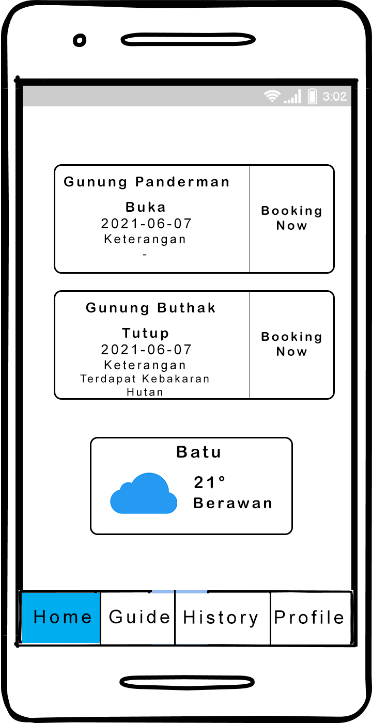 3:02
Gunung Panderman
Buka
2021-06-07
Keterangan
-
Booking
Now
Gunung Buthak
Tutup
2021-06-07
Keterangan
Terdapat Kebakaran
Hutan
Booking
Now
Batu
21°
Berawan
Home
Guide
History
Profile